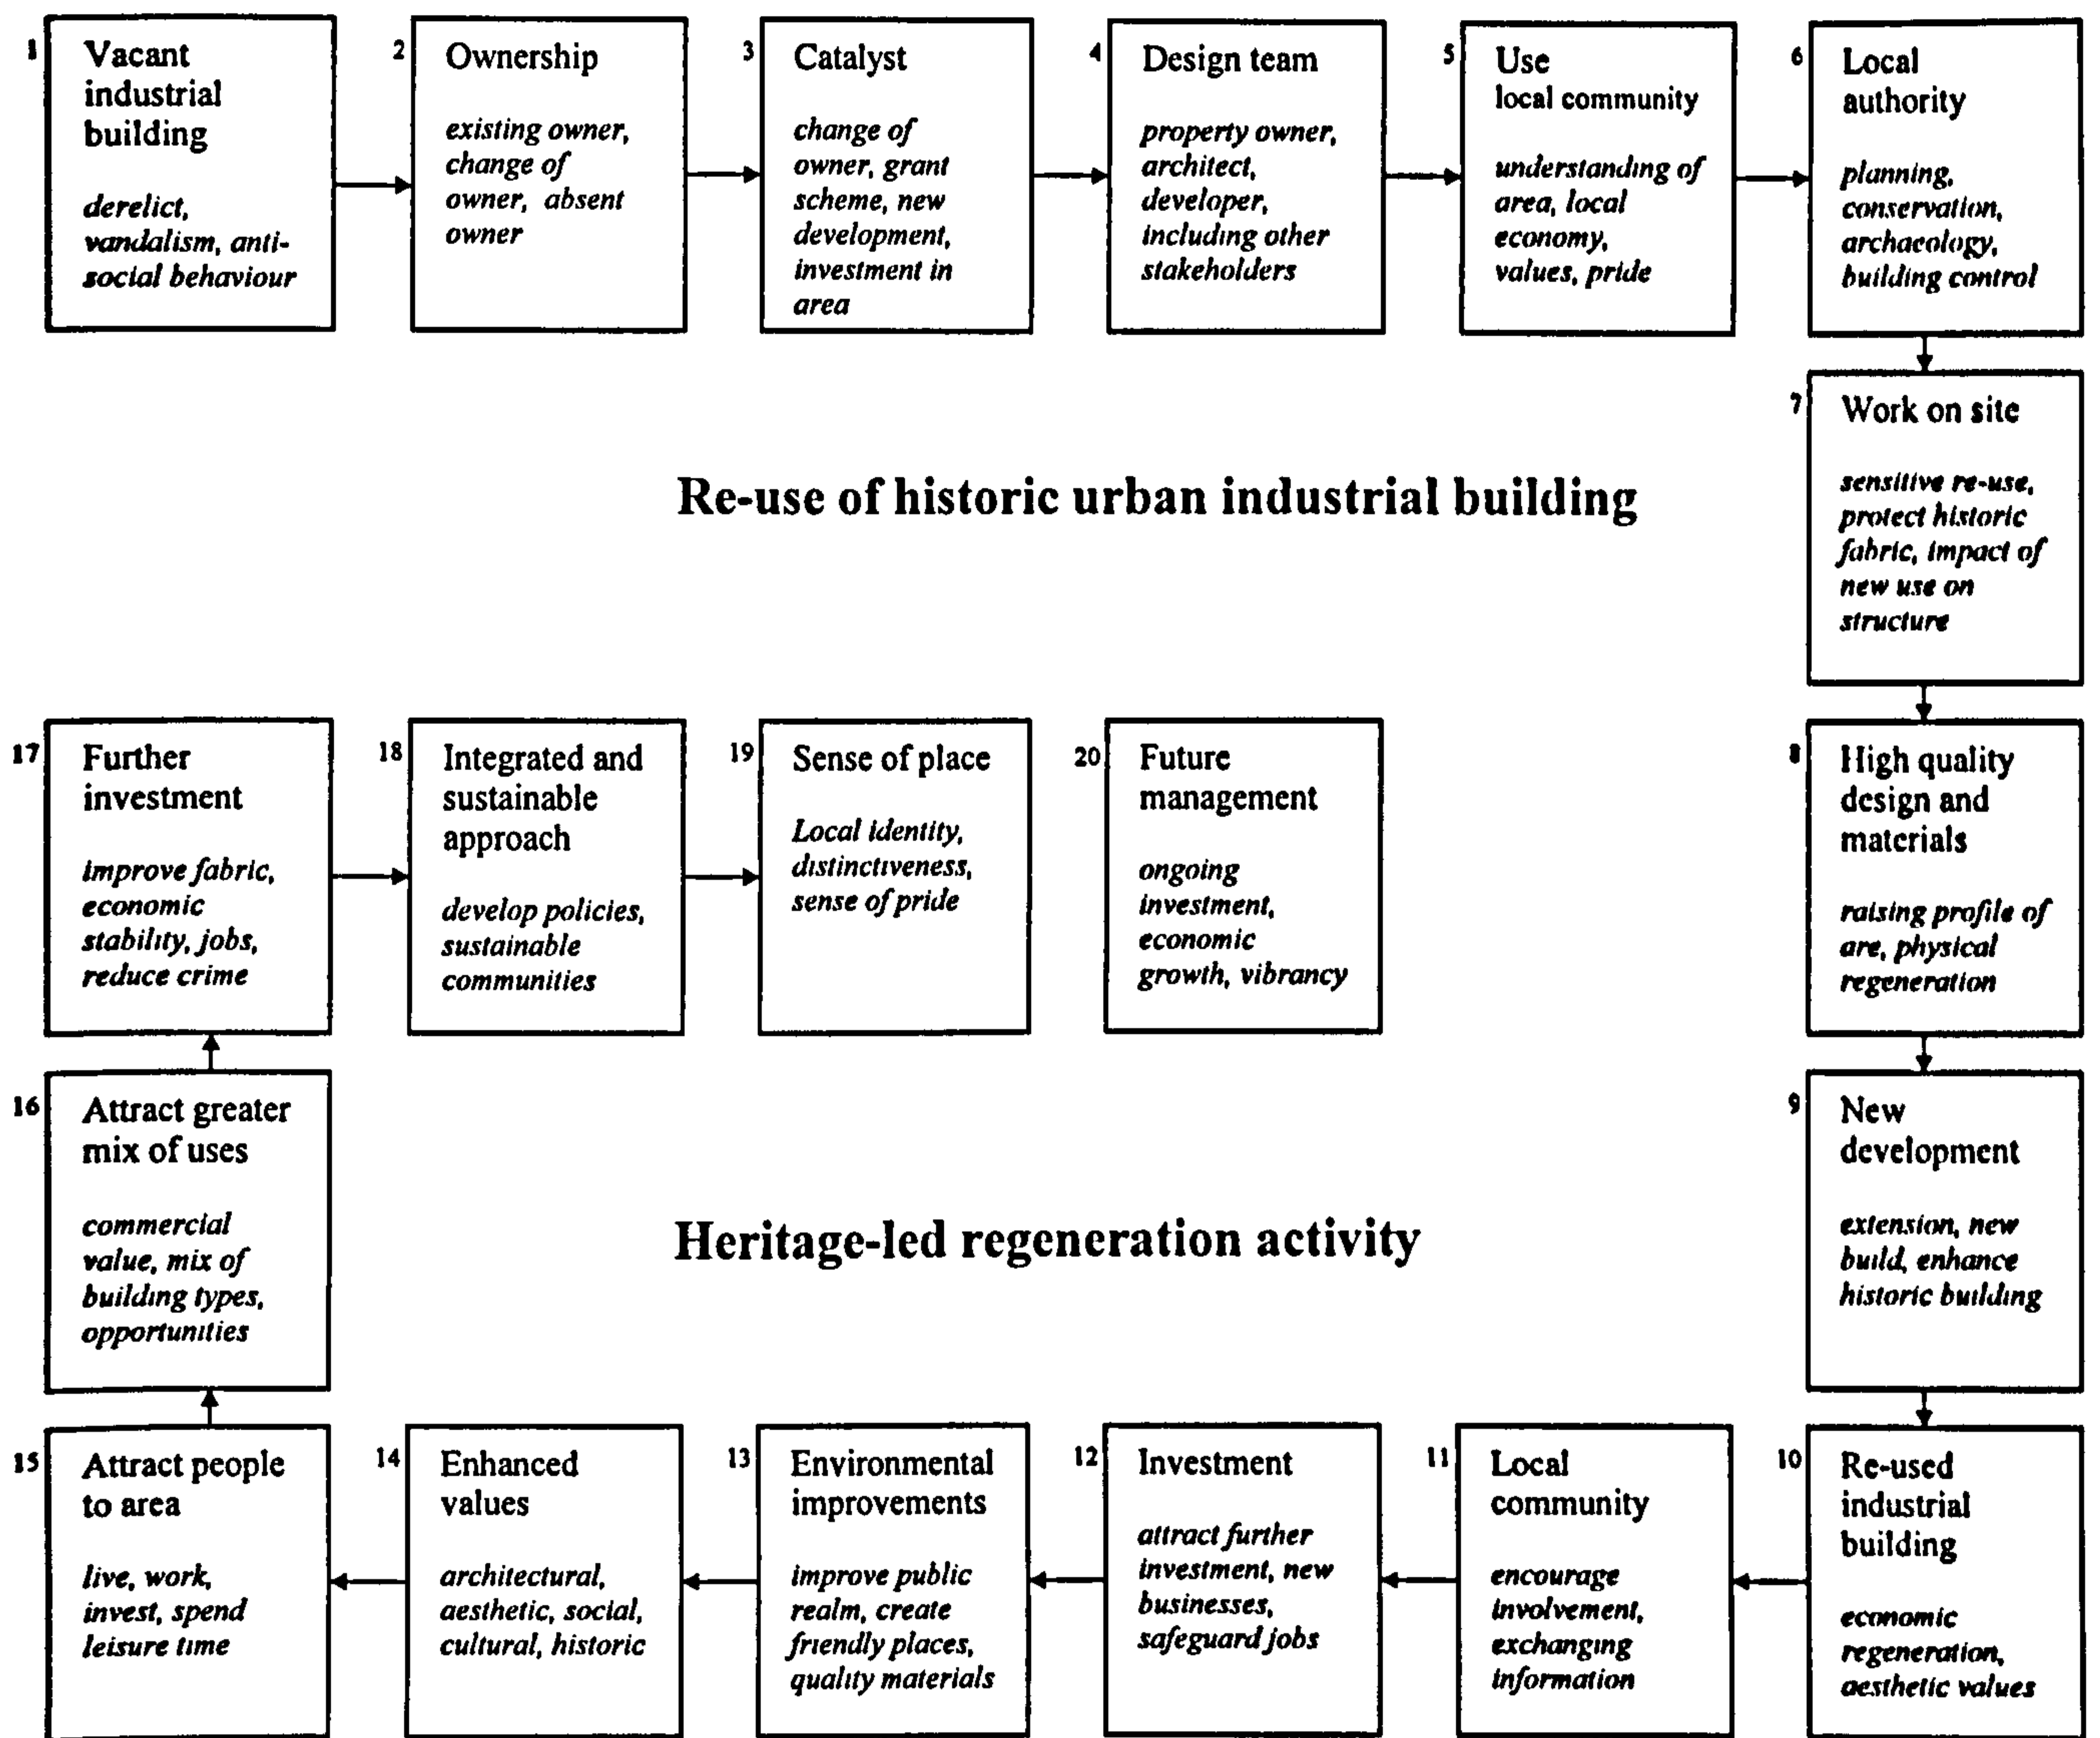 1
Vacant
industrial
building
derelict,
vandalism, anti-
social behaviour
2
Ownership
existing owner,
change of
owner, absent
owner
3
Catalyst
change of
owner, grant
scheme, new
development,
investment in
area
4
Design team
property owner,
architect,
developer,
including other
stakeholders
5
Use
local community
understanding of
area, local
economy,
values, pride
6
Local
authority
planning,
conservation,
archaeology,
building control
7
Work on site
sensitive re-use,
protect historic
fabric, impact of
new use on
structure
Re-use of historic urban industrial building
8
High quality
design and
materials
raising profile of
are, physical
regeneration
9
New
development
extension, new
build, enhance
historic building
10
Re-used
industrial
building
economic
regeneration,
aesthetic values
11
Local
community
encourage
involvement,
exchanging
information
12
Investment
attract further
investment, new
businesses,
safeguard jobs
13
Environmental
improvements
improve public
realm, create
friendly places,
quality materials
14
Enhanced
values
architectural,
aesthetic, social,
cultural, historic
15
Attract people
to area
live, work,
invest, spend
leisure time
16
Attract greater
mix of uses
commercial
value, mix of
building types,
opportunities
Heritage-led regeneration activity
17
Further
investment
improve fabric,
economic
stability, jobs,
reduce crime
18
Integrated and
sustainable
approach
develop policies,
sustainable
communities
19
Sense of place
Local identity,
distinctiveness,
sense of pride
20
Future
management
ongoing
investment,
economic
growth, vibrancy